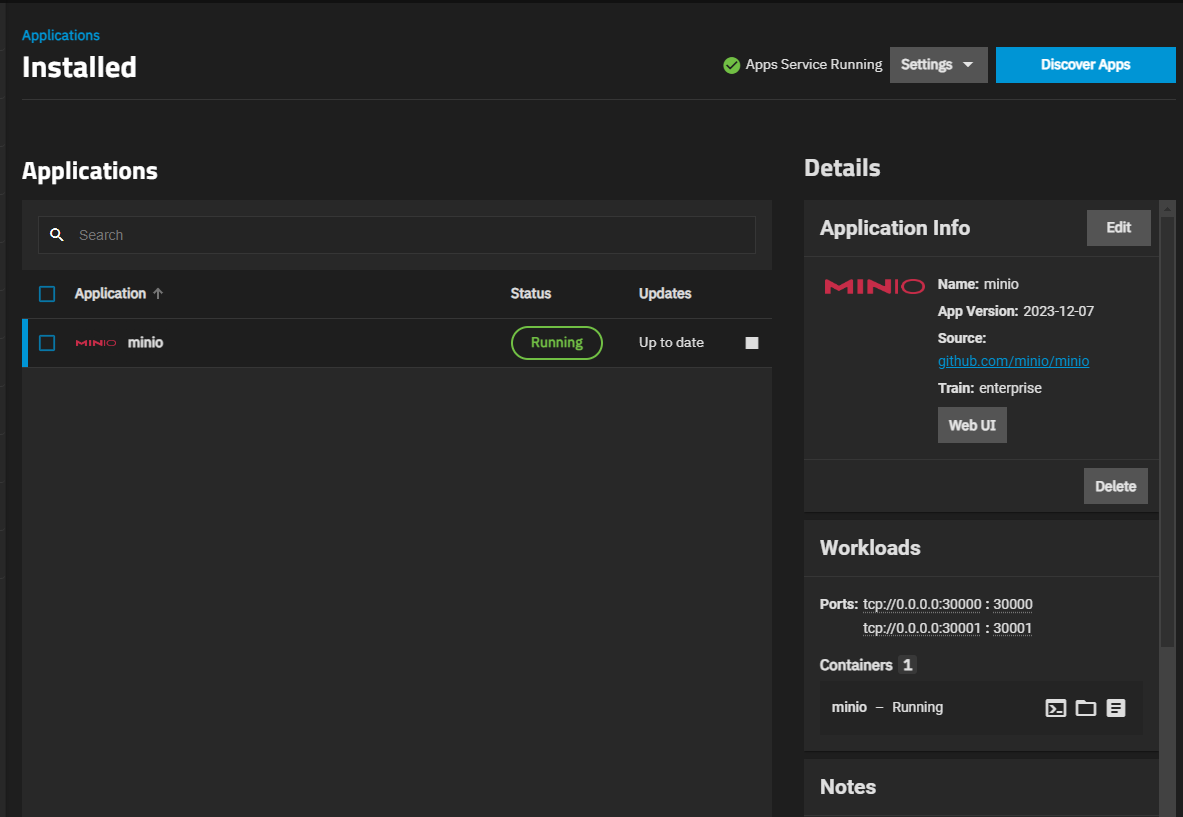 Applications
Installed
Apps Service Running
Settings
Discover Apps
Applications
Search
Application
Status
Updates
MINIO minio
Running
Up to date
Details
Application Info
Edit
MINIO
Name: minio
App Version: 2023-12-07
Source:
github.com/minio/minio
Train: enterprise
Web UI
Delete
Workloads
Ports: tcp://0.0.0.0:30000 : 30000
tcp://0.0.0.0:30001 : 30001
Containers 1
minio – Running
Notes